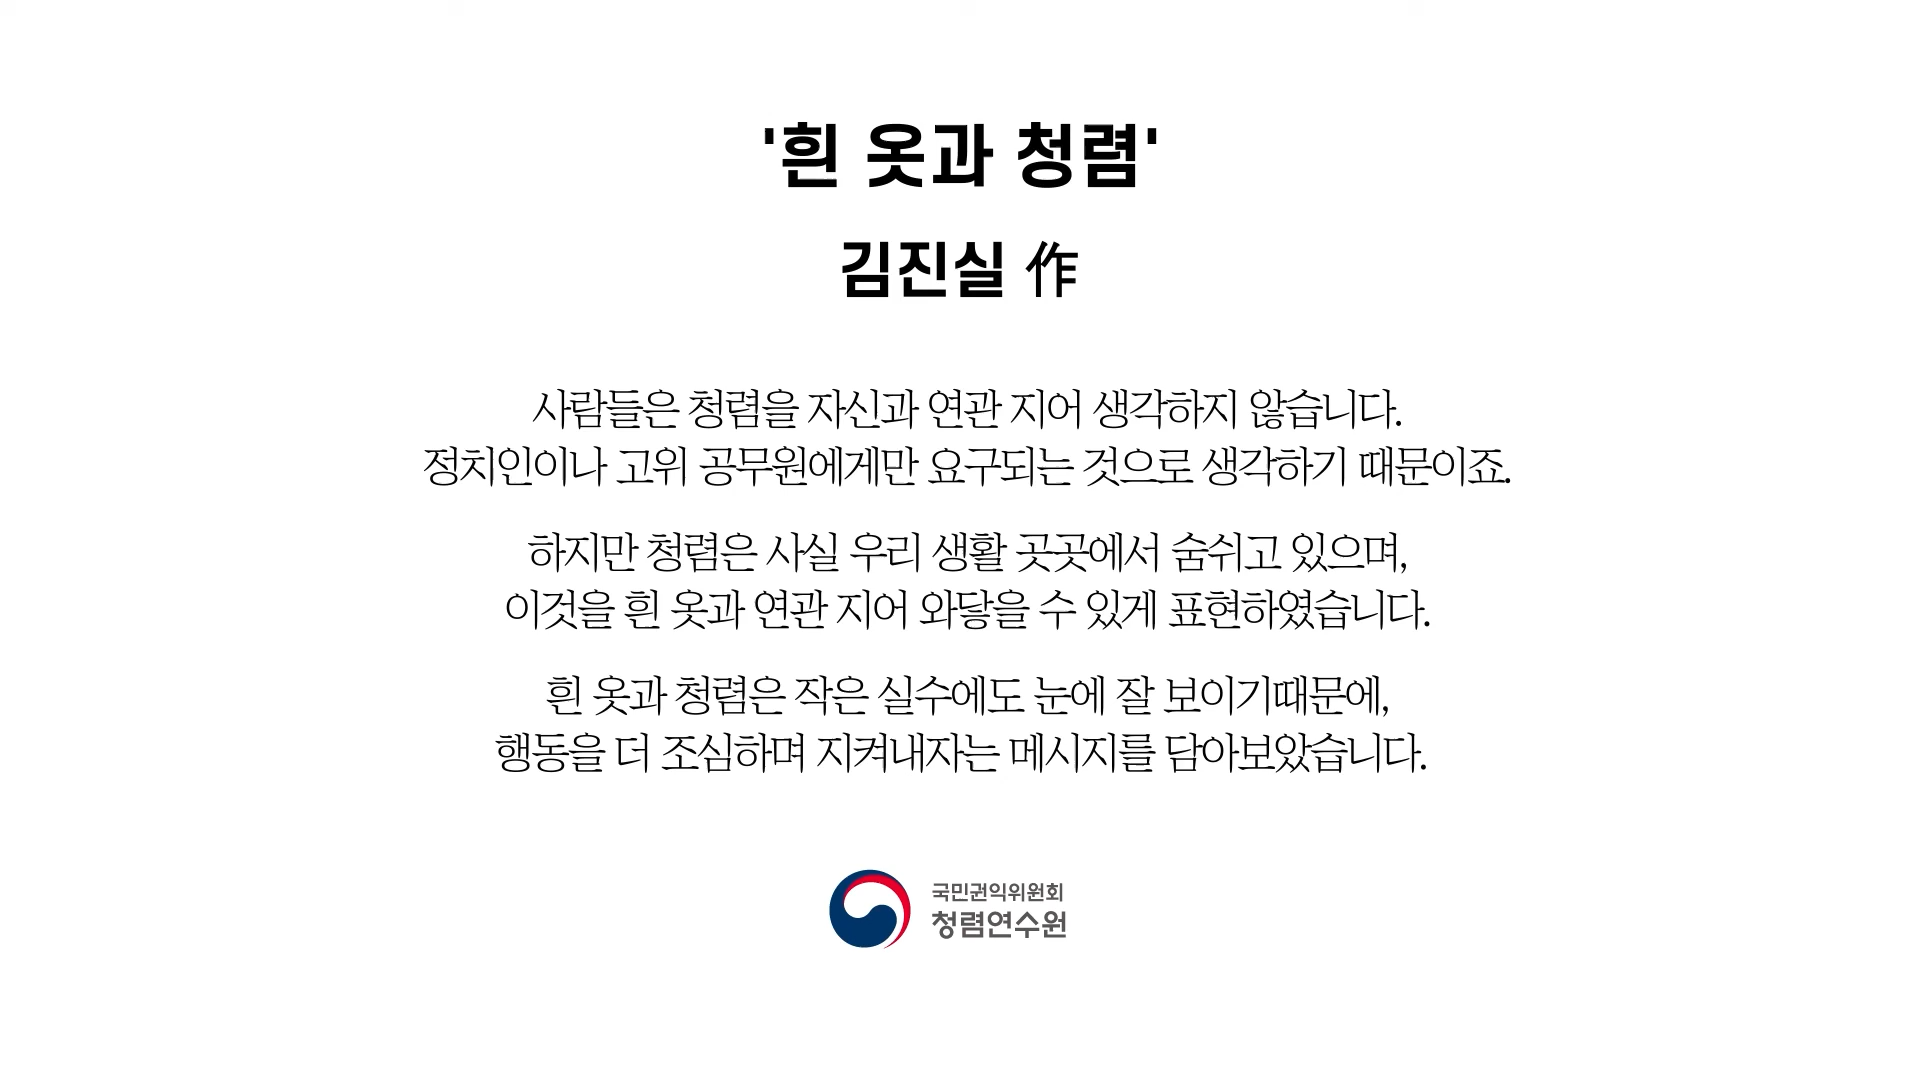 '흰 옷과 청렴'
김진실 作
사람들은 청렴을 자신과 연관 지어 생각하지 않습니다.
정치인이나 고위 공무원에게만 요구되는 것으로 생각하기 때문이죠.
하지만 청렴은 사실 우리 생활 곳곳에서 숨쉬고 있으며,
이것을 흰 옷과 연관 지어 와닿을 수 있게 표현하였습니다.
흰 옷과 청렴은 작은 실수에도 눈에 잘 보이기때문에,
행동을 더 조심하며 지켜내자는 메시지를 담아보았습니다.
국민권익위원회
청렴연수원